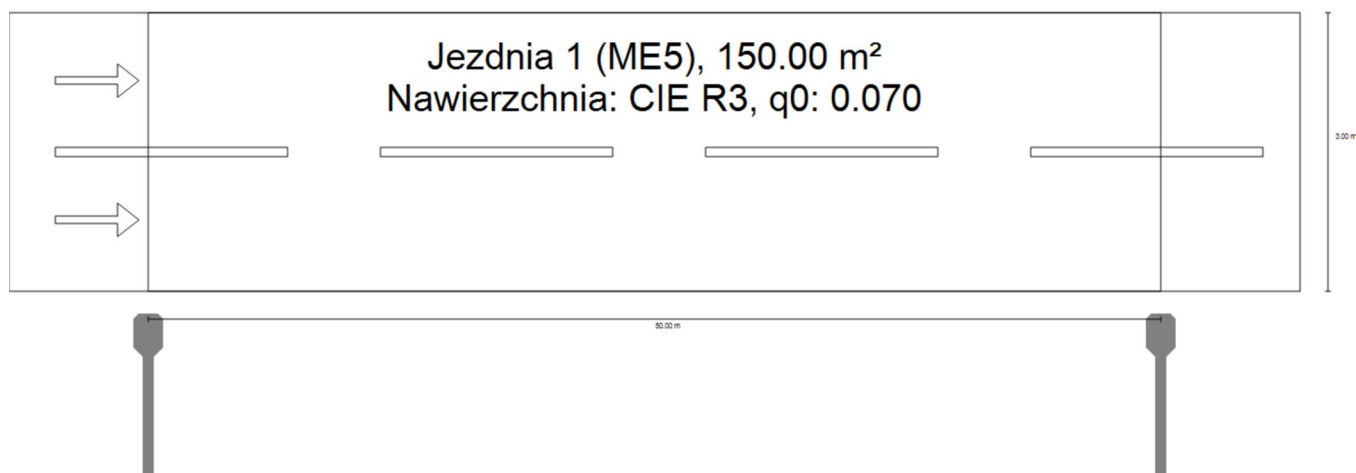 Jezdnia 1 (ME5), 150.00 m²
Nawierzchnia: CIE R3, q0: 0.070
3.00 m
50.00 m